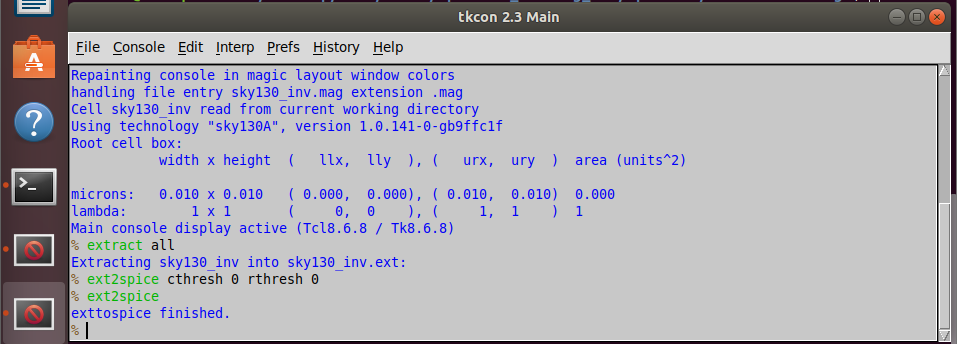 tkcon 2.3 Main
File Console Edit Interp Prefs History Help
Repainting console in magic layout window colors
handling file entry sky130_inv.mag extension .mag
Cell sky130_inv read from current working directory
Using technology "sky130A", version 1.0.141-0-gb9ffc1f
Root cell box:
width x height ( llx, lly ), ( urx, ury ) area (units^2)
microns: 0.010 x 0.010 ( 0.000, 0.000), ( 0.010, 0.010) 0.000
lambda: 1 x 1 ( 0, 0 ), ( 1, 1 ) 1
Main console display active (Tcl8.6.8 / Tk8.6.8)
% extract all
Extracting sky130_inv into sky130_inv.ext:
% ext2spice cthresh 0 rthresh 0
% ext2spice
exttospice finished.
%